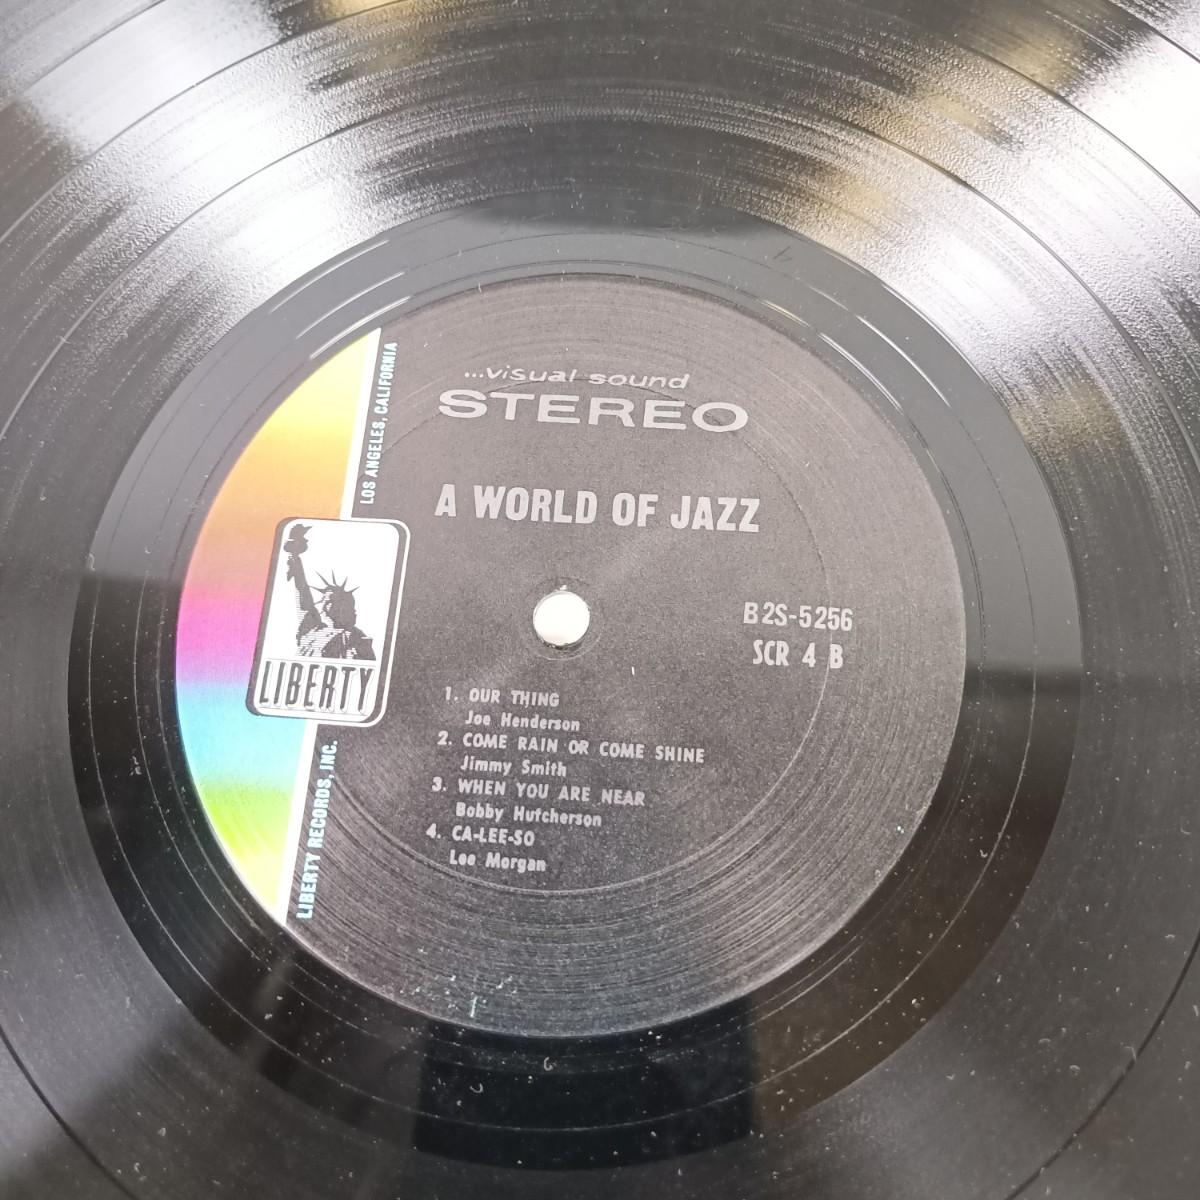 ...visual sound
STEREO
LOS ANGELES, CALIFORNIA
A WORLD OF JAZZ
LIBERTY
B2S-5256
SCR 4 B
1. OUR THING
Joe Henderson
2. COME RAIN OR COME SHINE
Jimmy Smith
3. WHEN YOU ARE NEAR
Bobby Hutcherson
4. CA-LEE-SO
Lee Morgan
LIBERTY RECORDS, INC.